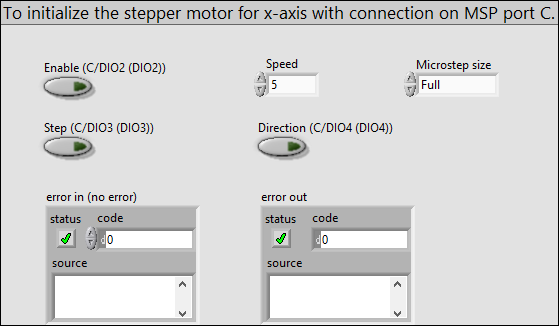 To initialize the stepper motor for x-axis with connection on MSP port C.
Enable (C/DIO2 (DIO2))
Speed
Microstep size
5
Full
Step (C/DIO3 (DIO3))
Direction (C/DIO4 (DIO4))
error in (no error)
error out
status code
status code
d0
d0
source
source